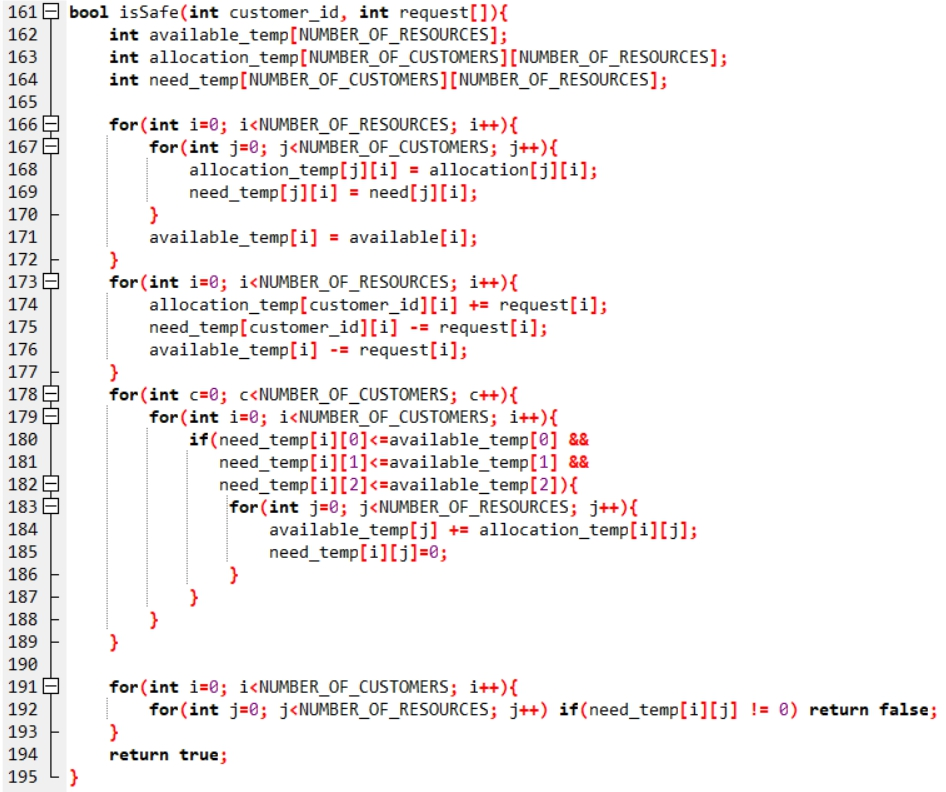 161 bool isSafe(int customer_id, int request[]){
162     int available_temp[NUMBER_OF_RESOURCES];
163     int allocation_temp[NUMBER_OF_CUSTOMERS][NUMBER_OF_RESOURCES];
164     int need_temp[NUMBER_OF_CUSTOMERS][NUMBER_OF_RESOURCES];
165
166     for(int i=0; i<NUMBER_OF_RESOURCES; i++){
167         for(int j=0; j<NUMBER_OF_CUSTOMERS; j++){
168             allocation_temp[j][i] = allocation[j][i];
169             need_temp[j][i] = need[j][i];
170         }
171         available_temp[i] = available[i];
172     }
173     for(int i=0; i<NUMBER_OF_RESOURCES; i++){
174         allocation_temp[customer_id][i] += request[i];
175         need_temp[customer_id][i] -= request[i];
176         available_temp[i] -= request[i];
177     }
178     for(int c=0; c<NUMBER_OF_CUSTOMERS; c++){
179         for(int i=0; i<NUMBER_OF_CUSTOMERS; i++){
180             if(need_temp[i][0]<=available_temp[0] &&
181                need_temp[i][1]<=available_temp[1] &&
182                need_temp[i][2]<=available_temp[2]){
183                 for(int j=0; j<NUMBER_OF_RESOURCES; j++){
184                     available_temp[j] += allocation_temp[i][j];
185                     need_temp[i][j]=0;
186                 }
187             }
188         }
189     }
190
191     for(int i=0; i<NUMBER_OF_CUSTOMERS; i++){
192         for(int j=0; j<NUMBER_OF_RESOURCES; j++) if(need_temp[i][j] != 0) return false;
193     }
194     return true;
195 }